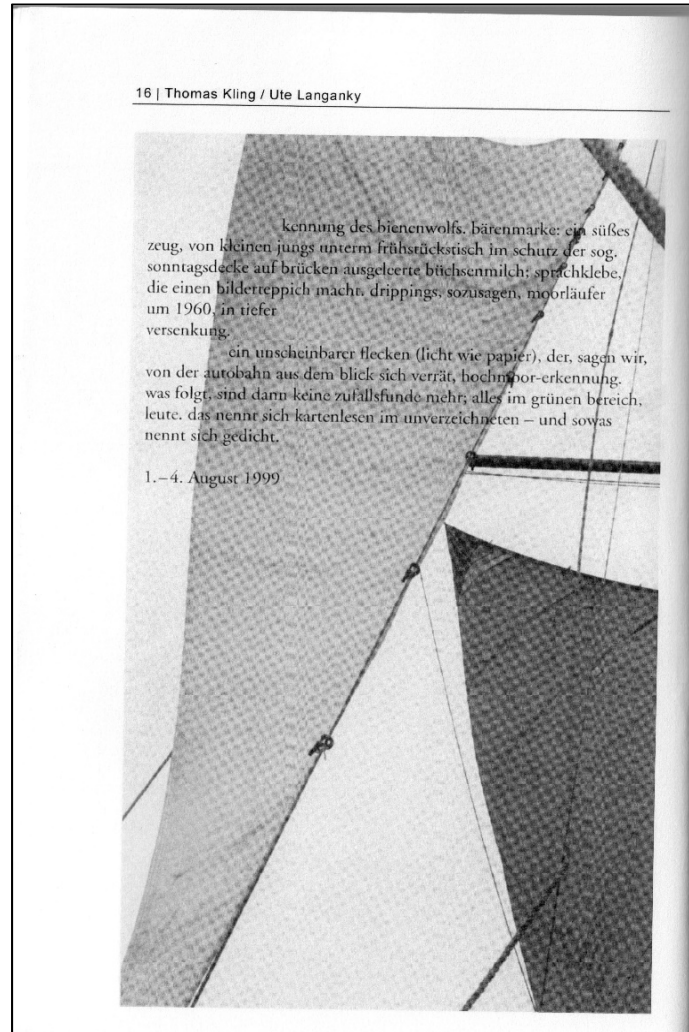 16 | Thomas Kling / Ute Langanky
kennung des bienenwolfs. bärenmarke: ein süßes
zeug, von kleinen jungs unterm frühstückstisch im schutz der sog.
sonntagsdecke auf brücken ausgeleerte büchsenmilch: sprachklebe,
die einen bilderteppich macht. drippings, sozusagen, moorläufer
um 1960, in tiefer
versenkung.
ein unscheinbarer flecken (licht wie papier), der, sagen wir,
von der autobahn aus dem blick sich verrät, hochmoor-erkennung.
was folgt, sind dann keine zufallsfunde mehr; alles im grünen bereich,
leute. das nennt sich kartenlesen im unverzeichneten – und sowas
nennt sich gedicht.
1.–4. August 1999